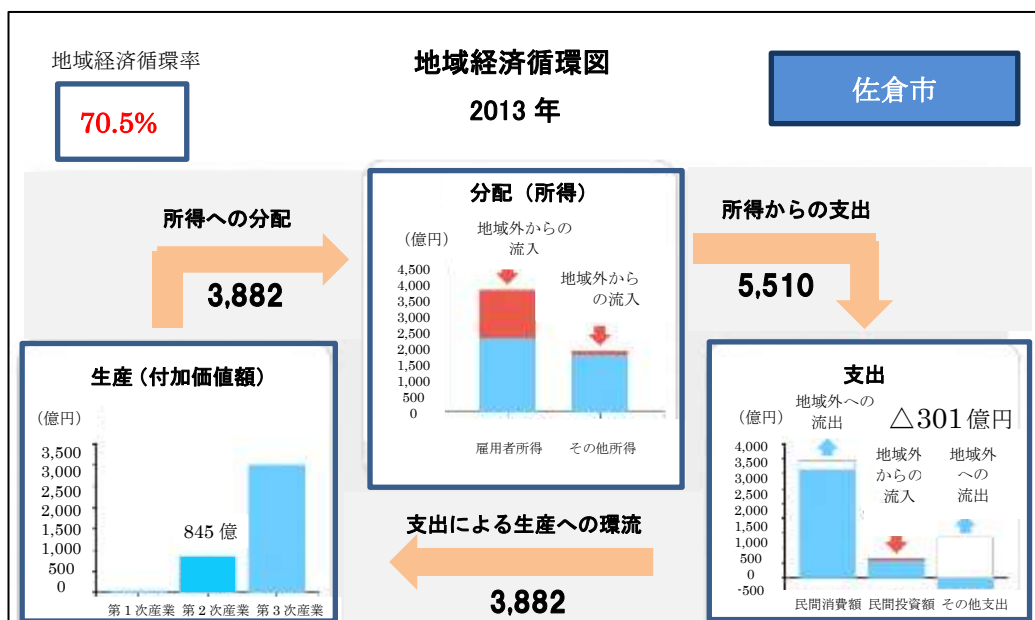 地域経済循環率
70.5%
地域経済循環図
2013 年
佐倉市
所得への分配
3,882
分配（所得）
（億円）
地域外からの
流入
地域外から
の流入
4,500
4,000
3,500
3,000
2,500
2,000
1,500
1,000
500
0
雇用者所得
その他所得
所得からの支出
5,510
生産（付加価値額）
（億円）
3,500
3,000
2,500
2,000
1,500
1,000
500
0
845 億
第１次産業
第２次産業
第３次産業
支出による生産への環流
3,882
支出
（億円）
地域外への
流出
△301億円
地域外
からの
流入
地域外
への
流出
4,000
3,500
3,000
2,500
2,000
1,500
1,000
500
0
-500
民間消費額
民間投資額
その他支出